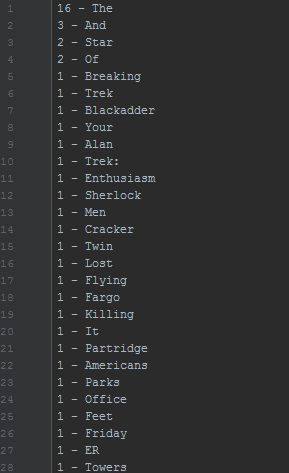 1 16 - The
2 3 - And
3 2 - Star
4 2 - Of
5 1 - Breaking
6 1 - Trek
7 1 - Blackadder
8 1 - Your
9 1 - Alan
10 1 - Trek:
11 1 - Enthusiasm
12 1 - Sherlock
13 1 - Men
14 1 - Cracker
15 1 - Twin
16 1 - Lost
17 1 - Flying
18 1 - Fargo
19 1 - Killing
20 1 - It
21 1 - Partridge
22 1 - Americans
23 1 - Parks
24 1 - Office
25 1 - Feet
26 1 - Friday
27 1 - ER
28 1 - Towers